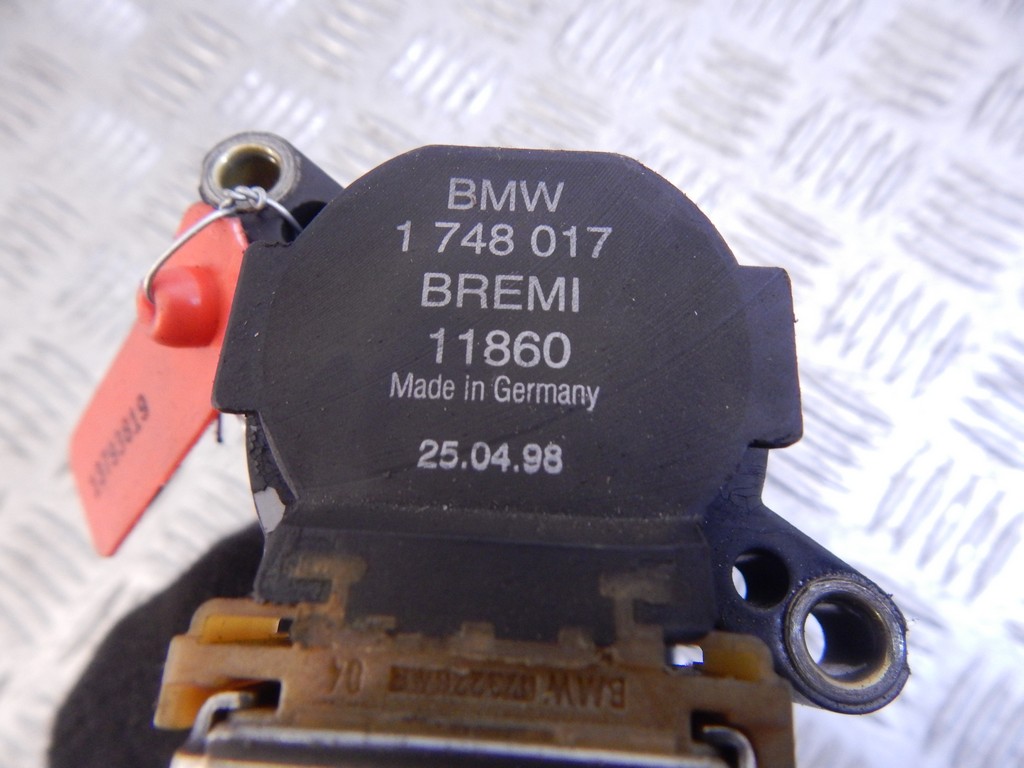 BMW
1 748 017
BREMI
11860
Made in Germany
25.04.98